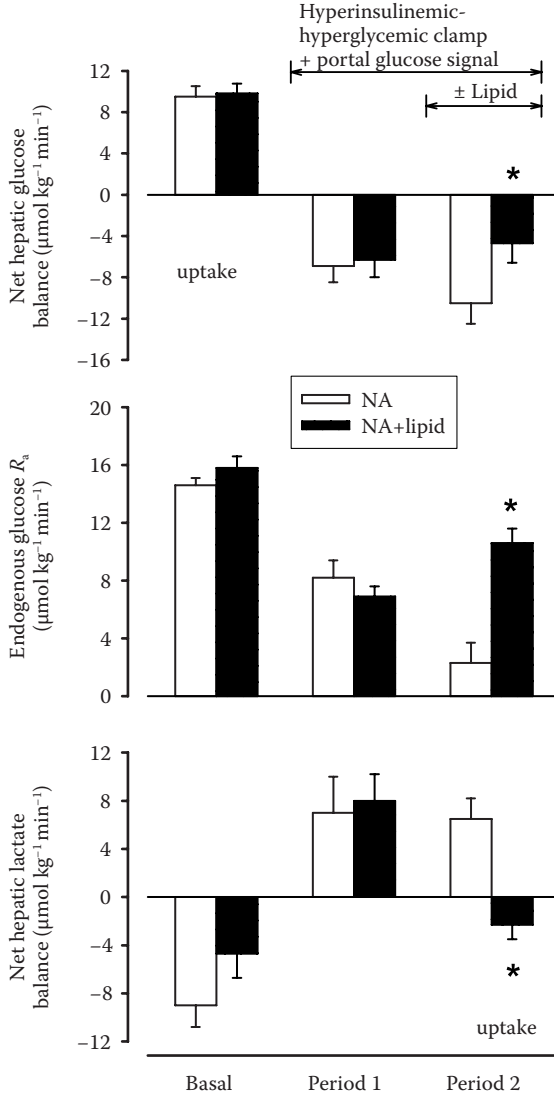 Hyperinsulinemic-
hyperglycemic clamp
+ portal glucose signal
± Lipid
Net hepatic glucose
balance (μmol kg⁻¹ min⁻¹)
12
8
4
0
−4
−8
−12
−16
uptake
*
NA
NA+lipid
Endogenous glucose Rₐ
(μmol kg⁻¹ min⁻¹)
20
16
12
8
4
0
*
Net hepatic lactate
balance (μmol kg⁻¹ min⁻¹)
12
8
4
0
−4
−8
−12
*
uptake
Basal Period 1 Period 2